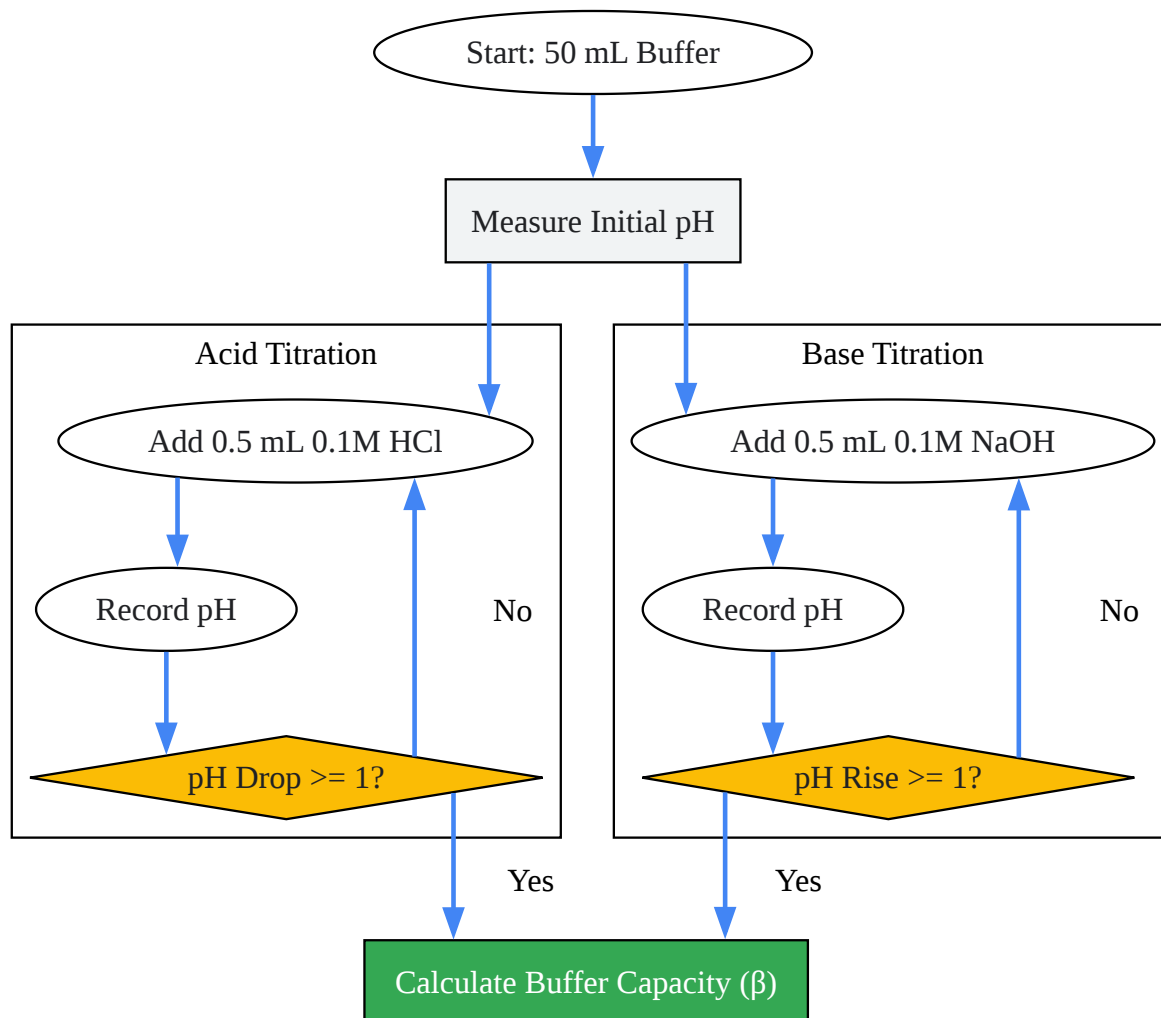 Start: 50 mL Buffer
Measure Initial pH
Acid Titration
Add 0.5 mL 0.1M HCl
Record pH
No
pH Drop >= 1?
Yes
Base Titration
Add 0.5 mL 0.1M NaOH
Record pH
No
pH Rise >= 1?
Yes
Calculate Buffer Capacity (β)